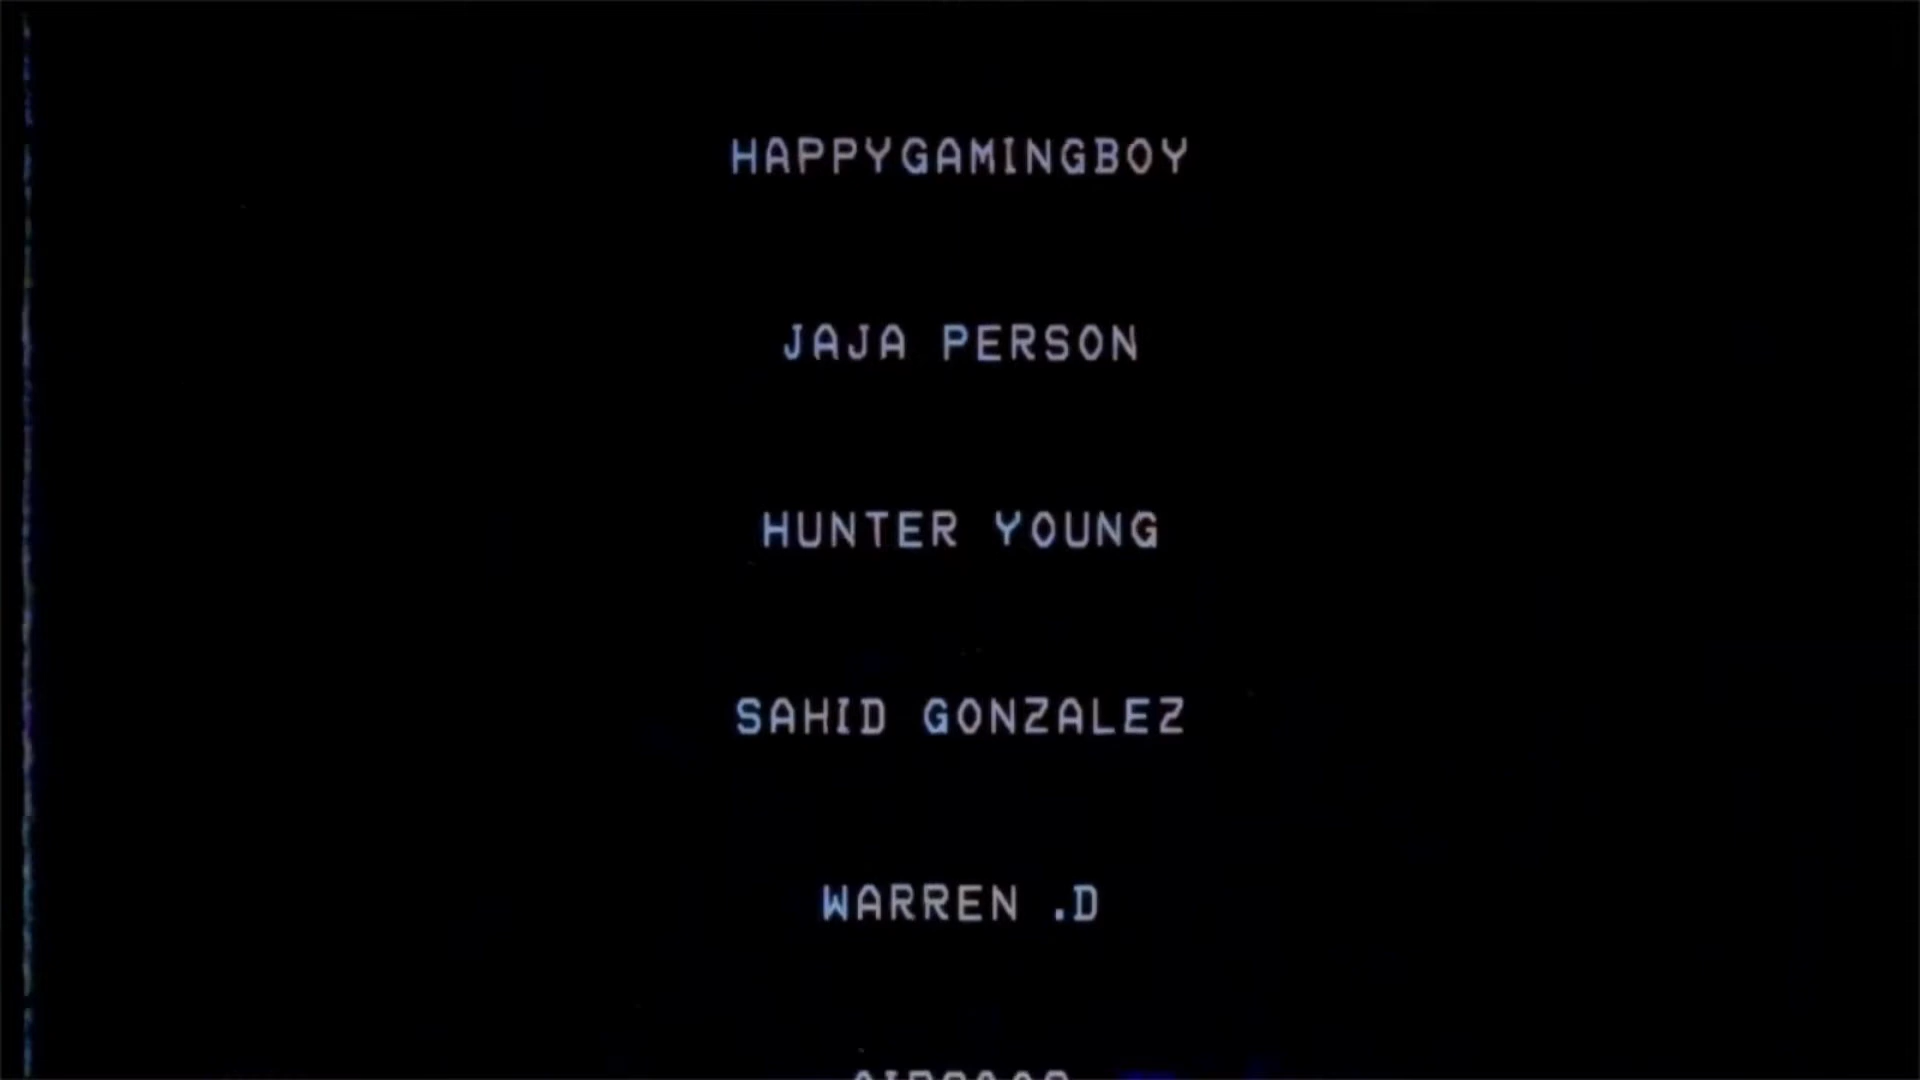 HAPPYGAMINGBOY
JAJA PERSON
HUNTER YOUNG
SAHID GONZALEZ
WARREN .D